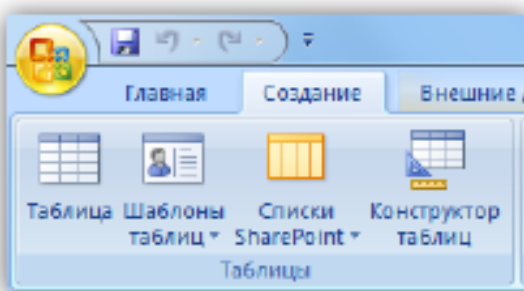 Главная Создание Внешние
Таблица Шаблоны Списки Конструктор
таблиц SharePoint таблиц
Таблицы